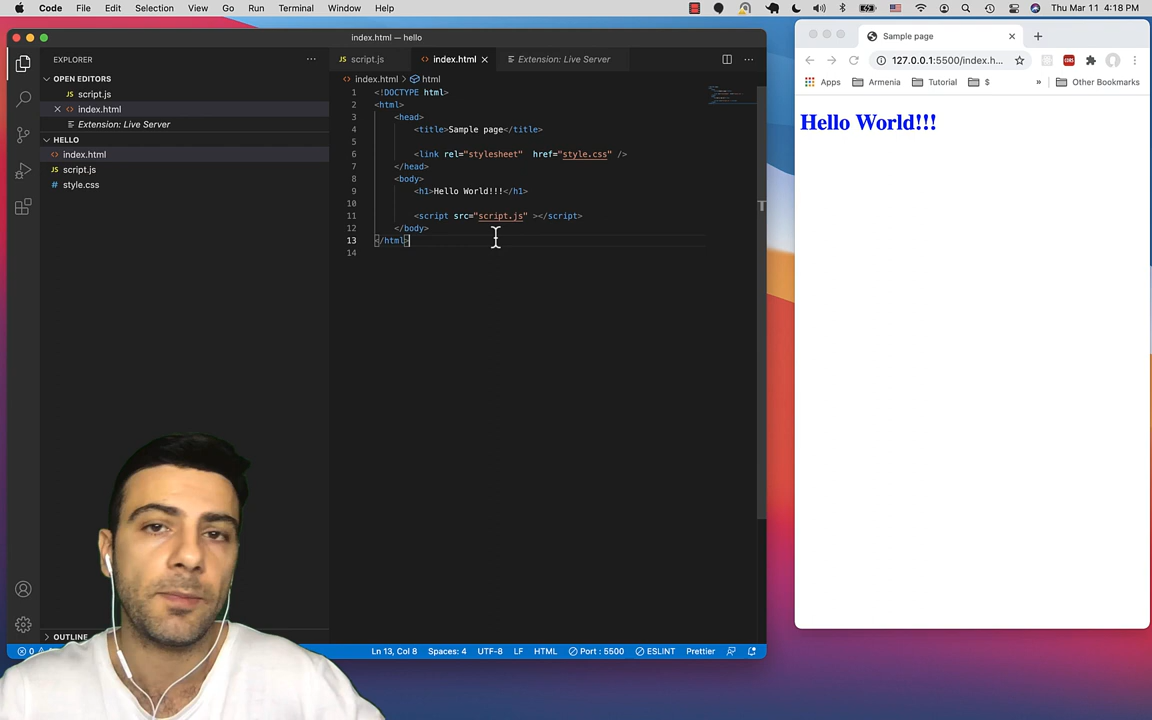 Code File Edit Selection View Go Run Terminal Window Help
Thu Mar 11 4:18 PM
index.html — hello
EXPLORER
OPEN EDITORS
script.js
index.html
Extension: Live Server
HELLO
index.html
script.js
style.css
OUTLINE
script.js index.html Extension: Live Server
index.html > html
1 <!DOCTYPE html>
2 <html>
3 <head>
4 <title>Sample page</title>
5
6 <link rel="stylesheet"  href="style.css" />
7 </head>
8 <body>
9 <h1>Hello World!!!</h1>
10
11 <script src="script.js" ></script>
12 </body>
13 </html>
14
0
Ln 13, Col 8 Spaces: 4 UTF-8 LF HTML Port : 5500 ESLINT Prettier
Sample page
127.0.0.1:5500/index.h...
Apps Armenia Tutorial $ » Other Bookmarks
Hello World!!!